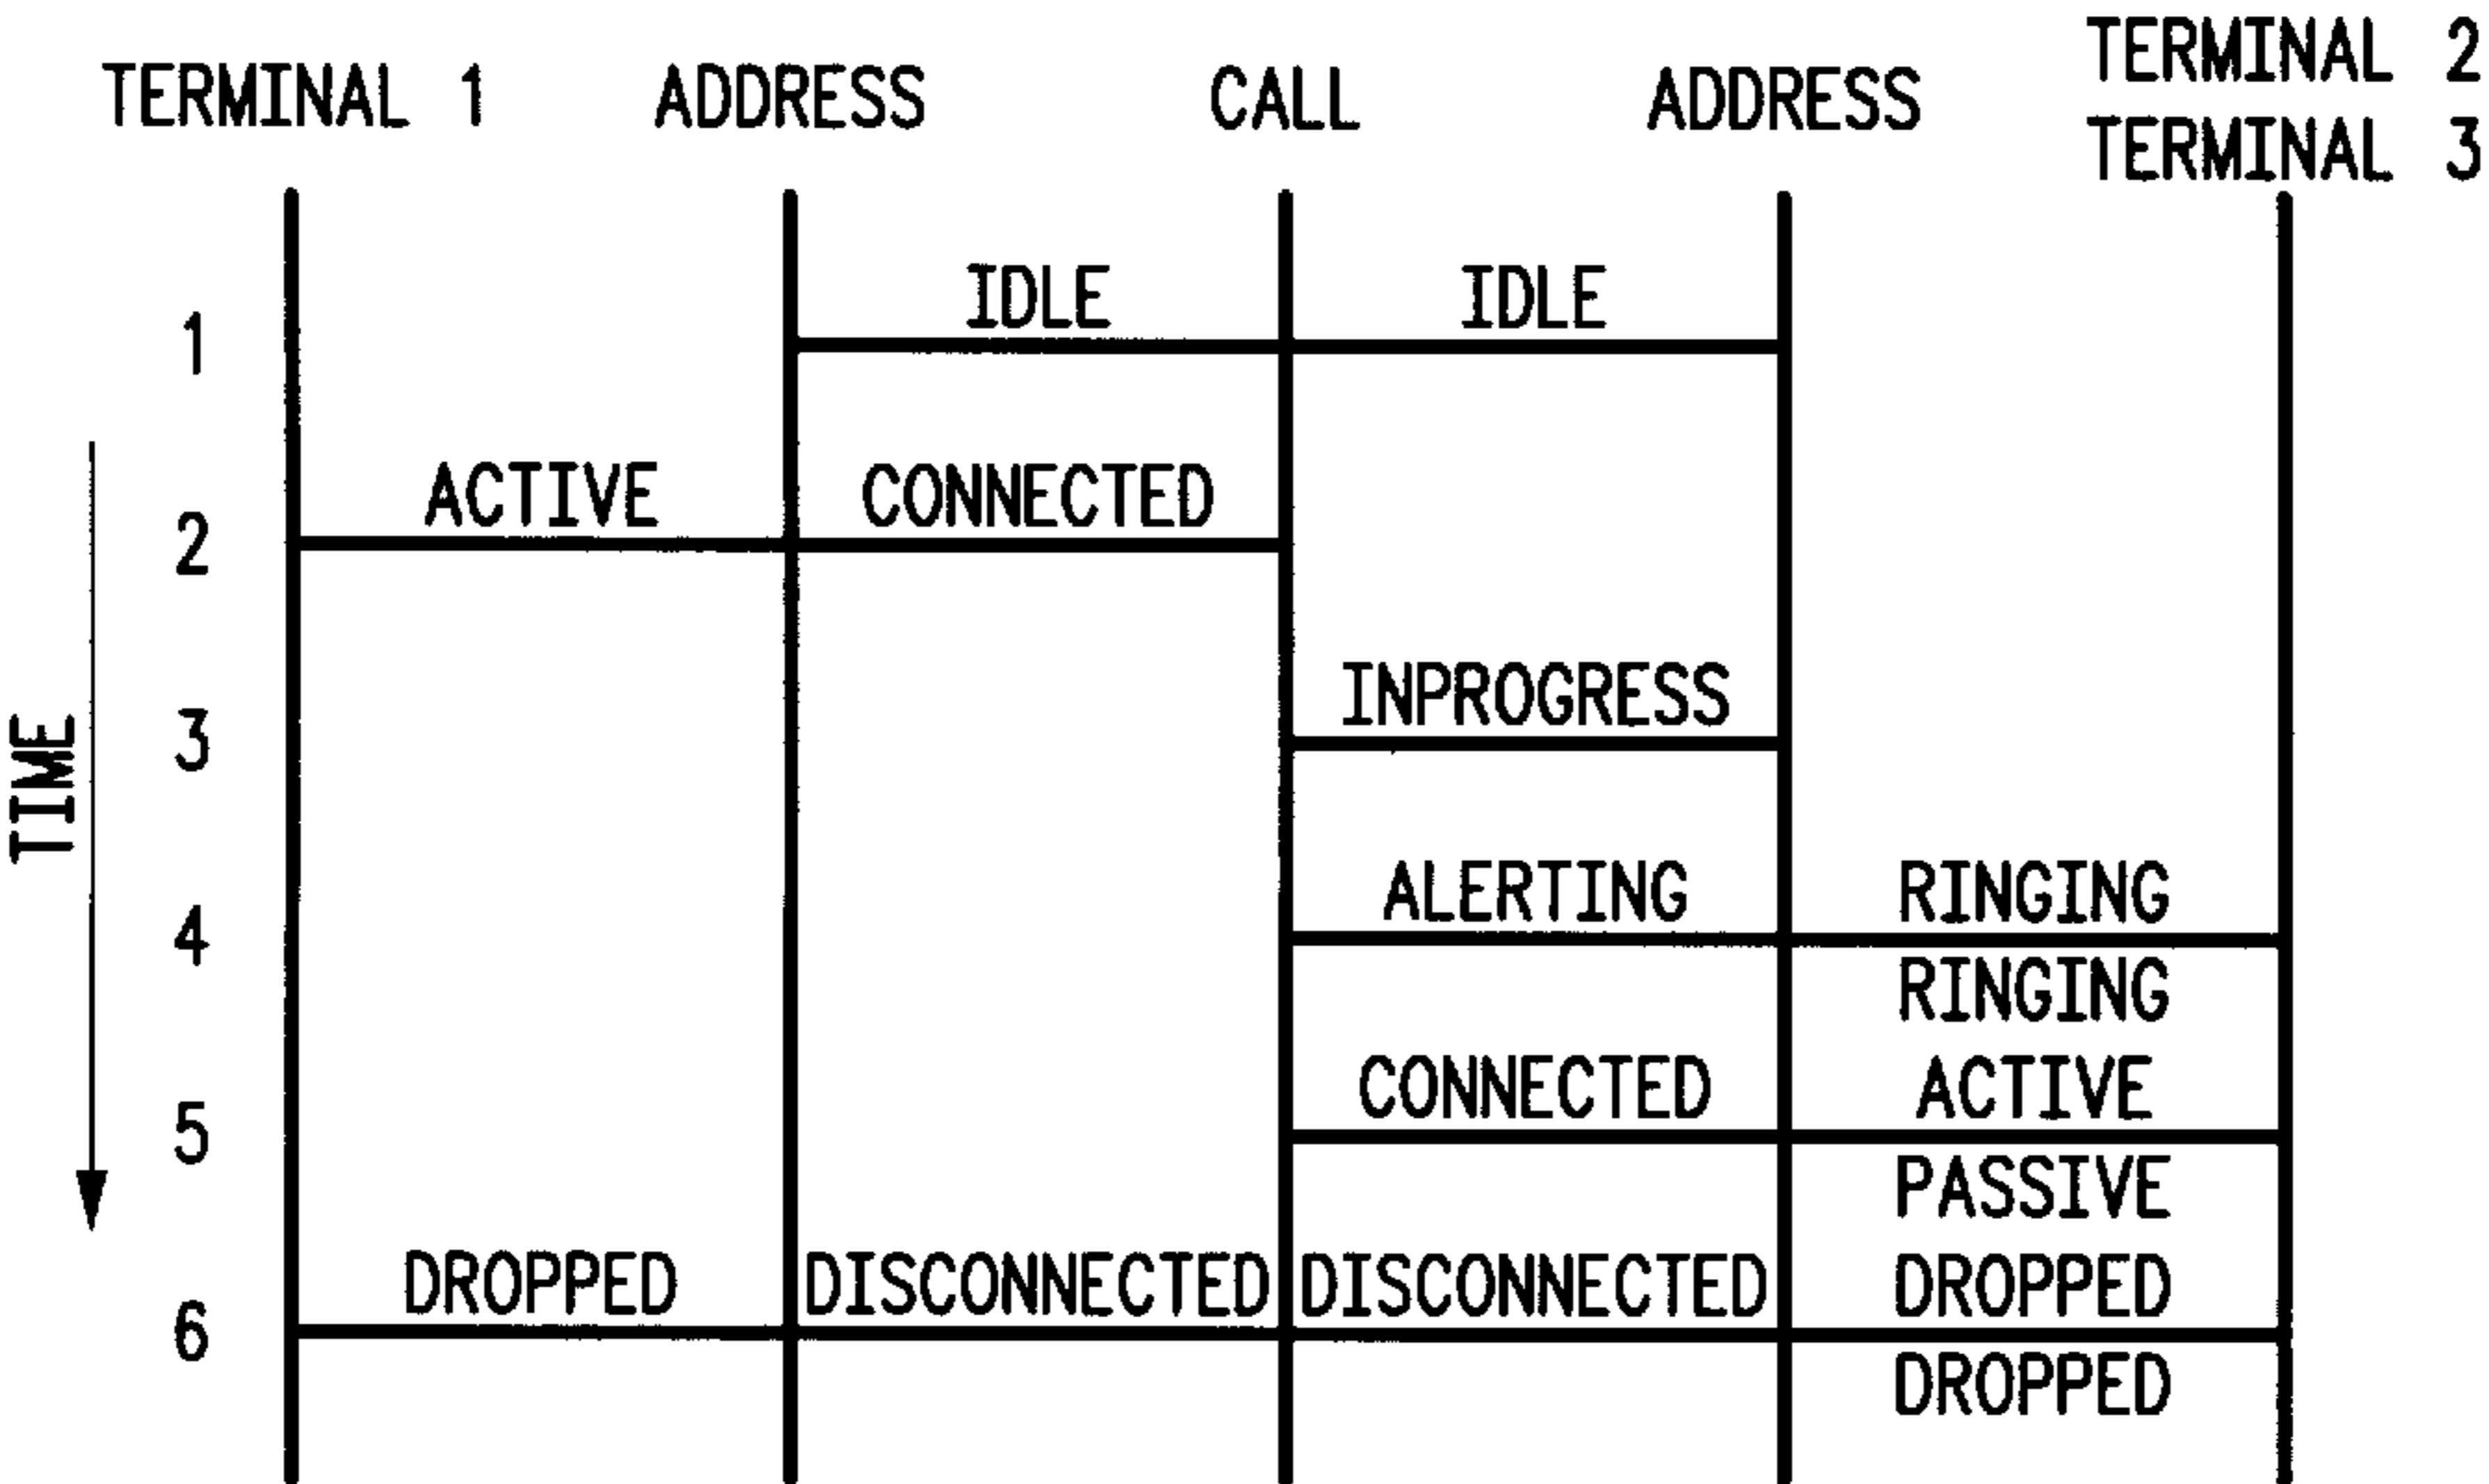 TERMINAL 1 ADDRESS CALL ADDRESS TERMINAL 2
TERMINAL 3
IDLE IDLE
1
ACTIVE CONNECTED
2
INPROGRESS
3
TIME
ALERTING RINGING
4
RINGING
CONNECTED ACTIVE
5
PASSIVE
DROPPED DISCONNECTED DISCONNECTED DROPPED
6
DROPPED